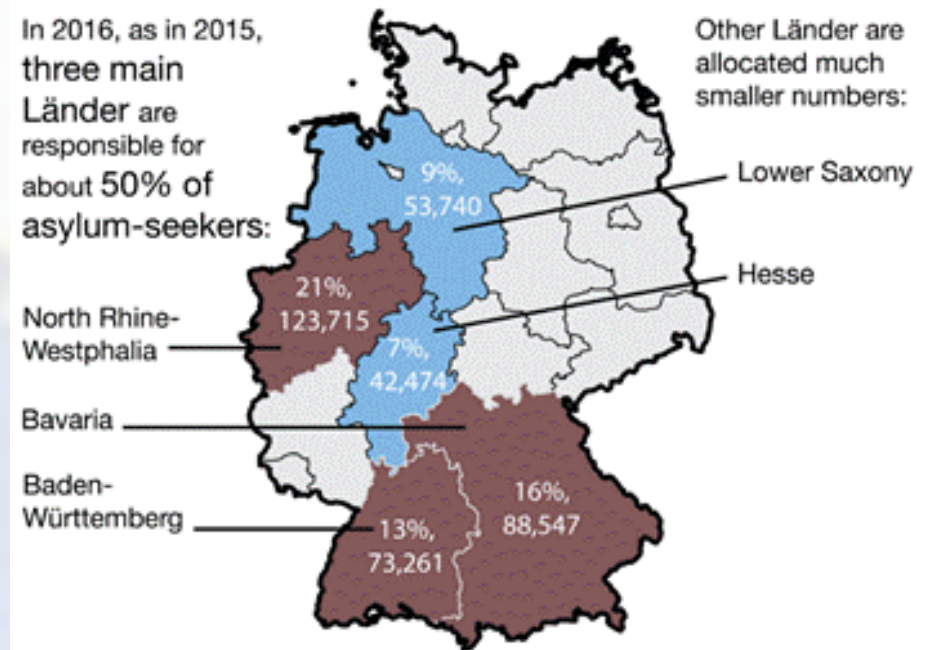 In 2016, as in 2015,
three main
Länder are
responsible for
about 50% of
asylum-seekers:
North Rhine-
Westphalia
Bavaria
Baden-
Württemberg
9%,
53,740
21%,
123,715
7%,
42,474
16%,
88,547
13%,
73,261
Other Länder are
allocated much
smaller numbers:
Lower Saxony
Hesse